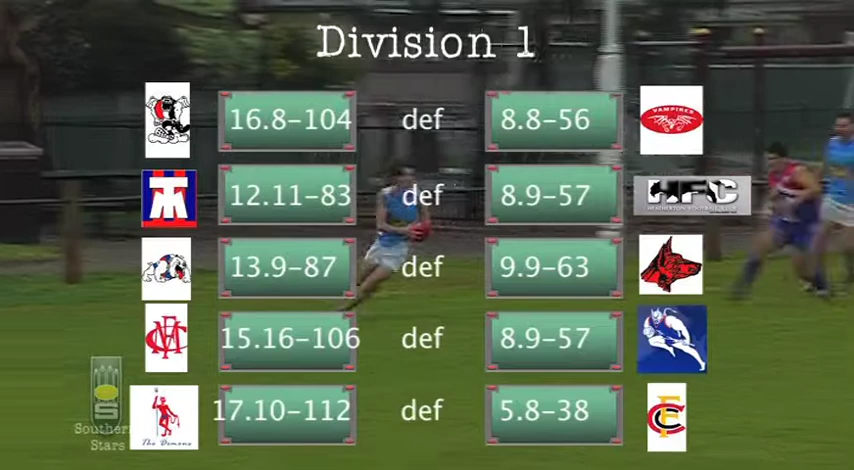 Division 1
16.8-104 def 8.8-56
VAMPIRES
12.11-83 def 8.9-57
HFC
13.9-87 def 9.9-63
15.16-106 def 8.9-57
17.10-112 def 5.8-38
The Demons
Southern
Stars